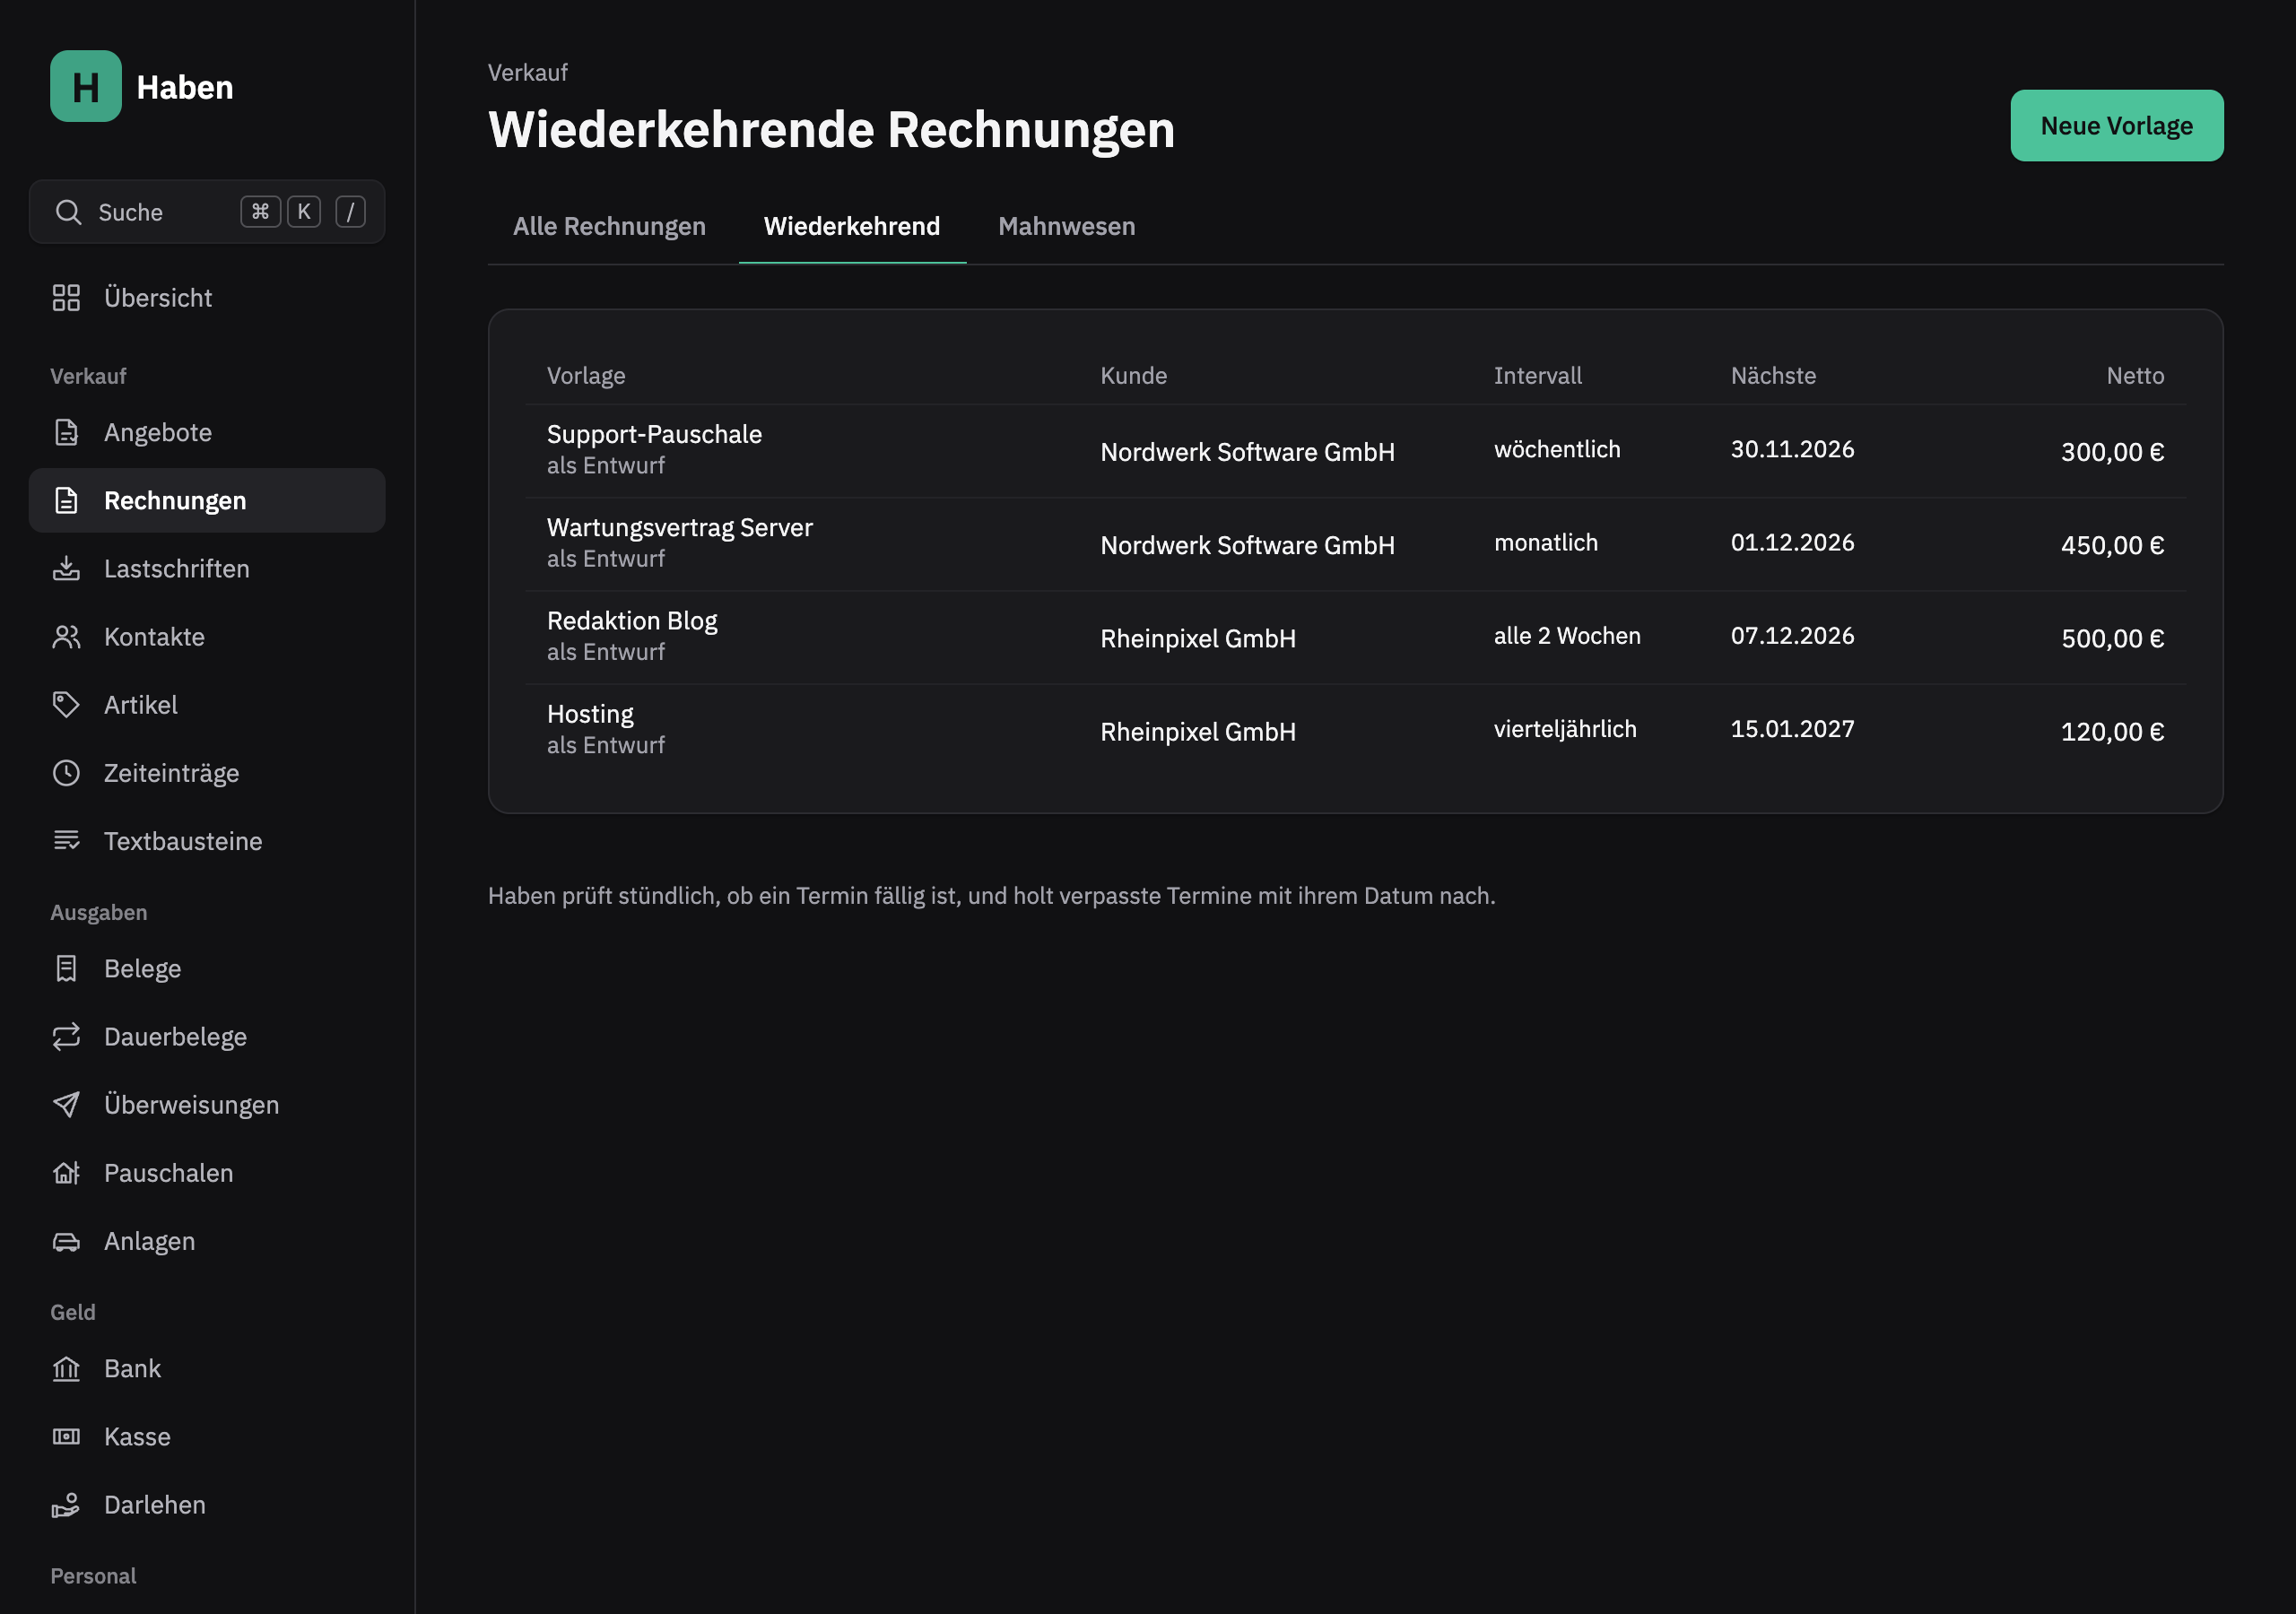 H Haben
Suche ⌘ K /
Übersicht
Verkauf
Angebote
Rechnungen
Lastschriften
Kontakte
Artikel
Zeiteinträge
Textbausteine
Ausgaben
Belege
Dauerbelege
Überweisungen
Pauschalen
Anlagen
Geld
Bank
Kasse
Darlehen
Personal
Verkauf
Wiederkehrende Rechnungen
Neue Vorlage
Alle Rechnungen Wiederkehrend Mahnwesen
Vorlage Kunde Intervall Nächste Netto
Support-Pauschale
als Entwurf
Nordwerk Software GmbH wöchentlich 30.11.2026 300,00 €
Wartungsvertrag Server
als Entwurf
Nordwerk Software GmbH monatlich 01.12.2026 450,00 €
Redaktion Blog
als Entwurf
Rheinpixel GmbH alle 2 Wochen 07.12.2026 500,00 €
Hosting
als Entwurf
Rheinpixel GmbH vierteljährlich 15.01.2027 120,00 €
Haben prüft stündlich, ob ein Termin fällig ist, und holt verpasste Termine mit ihrem Datum nach.